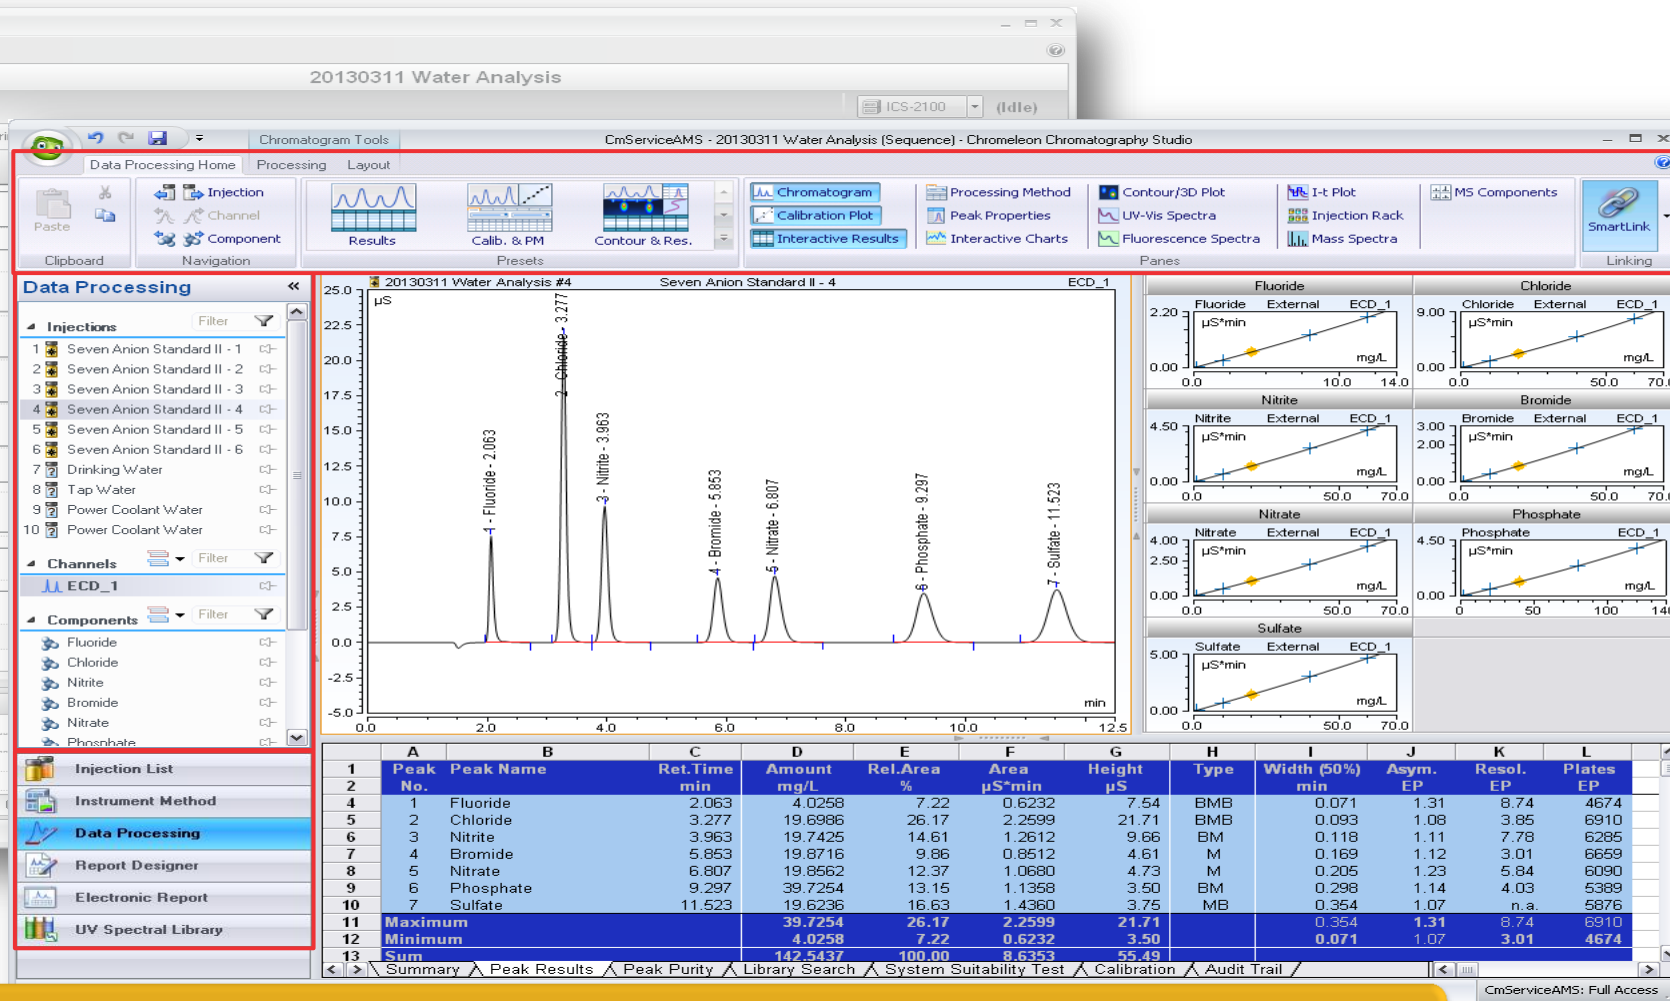 20130311 Water Analysis
ICS-2100 (Idle)
Chromatogram Tools
CmServiceAMS - 20130311 Water Analysis (Sequence) - Chromeleon Chromatography Studio
Data Processing Home Processing Layout
Paste
Clipboard
Injection
Channel
Component
Navigation
Results Calib. & PM Contour & Res.
Presets
Chromatogram Processing Method Contour/3D Plot I-t Plot MS Components
Calibration Plot Peak Properties UV-Vis Spectra Injection Rack
Interactive Results Interactive Charts Fluorescence Spectra Mass Spectra
Panes
SmartLink
Linking
Data Processing «
Injections Filter
1 Seven Anion Standard II - 1
2 Seven Anion Standard II - 2
3 Seven Anion Standard II - 3
4 Seven Anion Standard II - 4
5 Seven Anion Standard II - 5
6 Seven Anion Standard II - 6
7 Drinking Water
8 Tap Water
9 Power Coolant Water
10 Power Coolant Water
Channels Filter
ECD_1
Components Filter
Fluoride
Chloride
Nitrite
Bromide
Nitrate
Phosphate
Injection List
Instrument Method
Data Processing
Report Designer
Electronic Report
UV Spectral Library
20130311 Water Analysis #4 Seven Anion Standard II - 4 ECD_1
µS
25.0
22.5
20.0
17.5
15.0
12.5
10.0
7.5
5.0
2.5
0.0
-2.5
-5.0
0.0 2.0 4.0 6.0 8.0 10.0 12.5
min
1 - Fluoride - 2.063
2 - Chloride - 3.277
3 - Nitrite - 3.963
4 - Bromide - 5.853
5 - Nitrate - 6.807
6 - Phosphate - 9.297
7 - Sulfate - 11.523
Fluoride
Fluoride External ECD_1
2.20
µS*min
mg/L
0.00
0.0 10.0 14.0
Chloride
Chloride External ECD_1
9.00
µS*min
mg/L
0.00
0.0 50.0 70.0
Nitrite
Nitrite External ECD_1
4.50
µS*min
mg/L
0.00
0.0 50.0 70.0
Bromide
Bromide External ECD_1
3.00
2.00
µS*min
mg/L
0.00
0.0 50.0 70.0
Nitrate
Nitrate External ECD_1
4.00
2.50
µS*min
mg/L
0.00
0.0 50.0 70.0
Phosphate
Phosphate ECD_1
4.50
µS*min
mg/L
0.00
0 50 100 140
Sulfate
Sulfate External ECD_1
5.00
µS*min
mg/L
0.00
0.0 50.0 70.0
A B C D E F G H I J K L
1 Peak Peak Name Ret.Time Amount Rel.Area Area Height Type Width (50%) Asym. Resol. Plates
2 No. min mg/L % µS*min µS min EP EP EP
4 1 Fluoride 2.063 4.0258 7.22 0.6232 7.54 BMB 0.071 1.31 8.74 4674
5 2 Chloride 3.277 19.6986 26.17 2.2599 21.71 BMB 0.093 1.08 3.85 6910
6 3 Nitrite 3.963 19.7425 14.61 1.2612 9.66 BM 0.118 1.11 7.78 6285
7 4 Bromide 5.853 19.8716 9.86 0.8512 4.61 M 0.169 1.12 3.01 6659
8 5 Nitrate 6.807 19.8562 12.37 1.0680 4.73 M 0.205 1.23 5.84 6090
9 6 Phosphate 9.297 39.7254 13.15 1.1358 3.50 BM 0.298 1.14 4.03 5389
10 7 Sulfate 11.523 19.6236 16.63 1.4360 3.75 MB 0.354 1.07 n.a. 5876
11 Maximum 39.7254 26.17 2.2599 21.71 0.354 1.31 8.74 6910
12 Minimum 4.0258 7.22 0.6232 3.50 0.071 1.07 3.01 4674
13 Sum 142.5437 100.00 8.6353 55.49
Summary Peak Results Peak Purity Library Search System Suitability Test Calibration Audit Trail
CmServiceAMS: Full Access